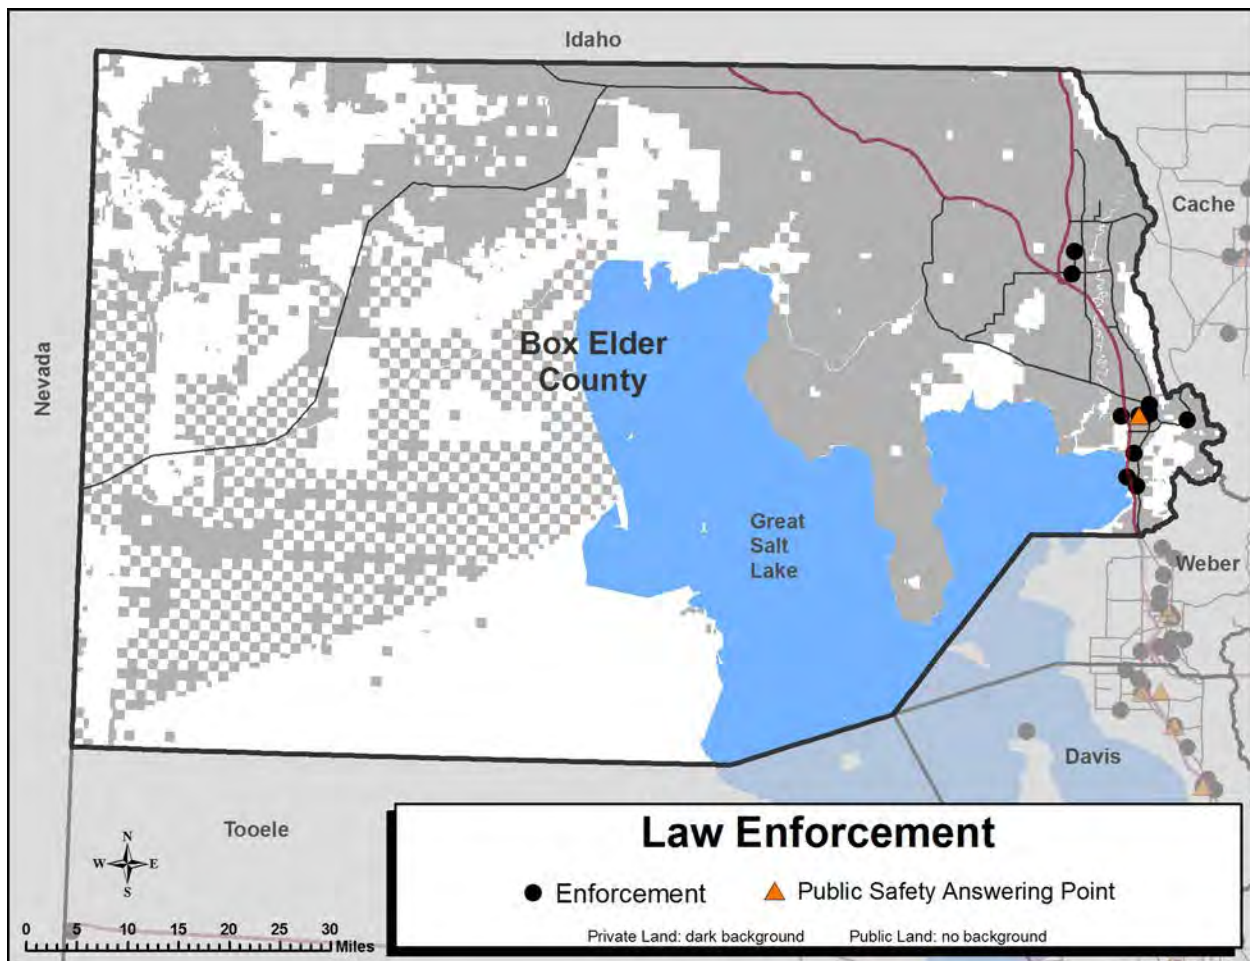 Idaho
Cache
Nevada
Box Elder
County
Great
Salt
Lake
Weber
Davis
Tooele
N
W E
S
0 5 10 15 20 25 30
Miles
Law Enforcement
Enforcement
Public Safety Answering Point
Private Land: dark background
Public Land: no background